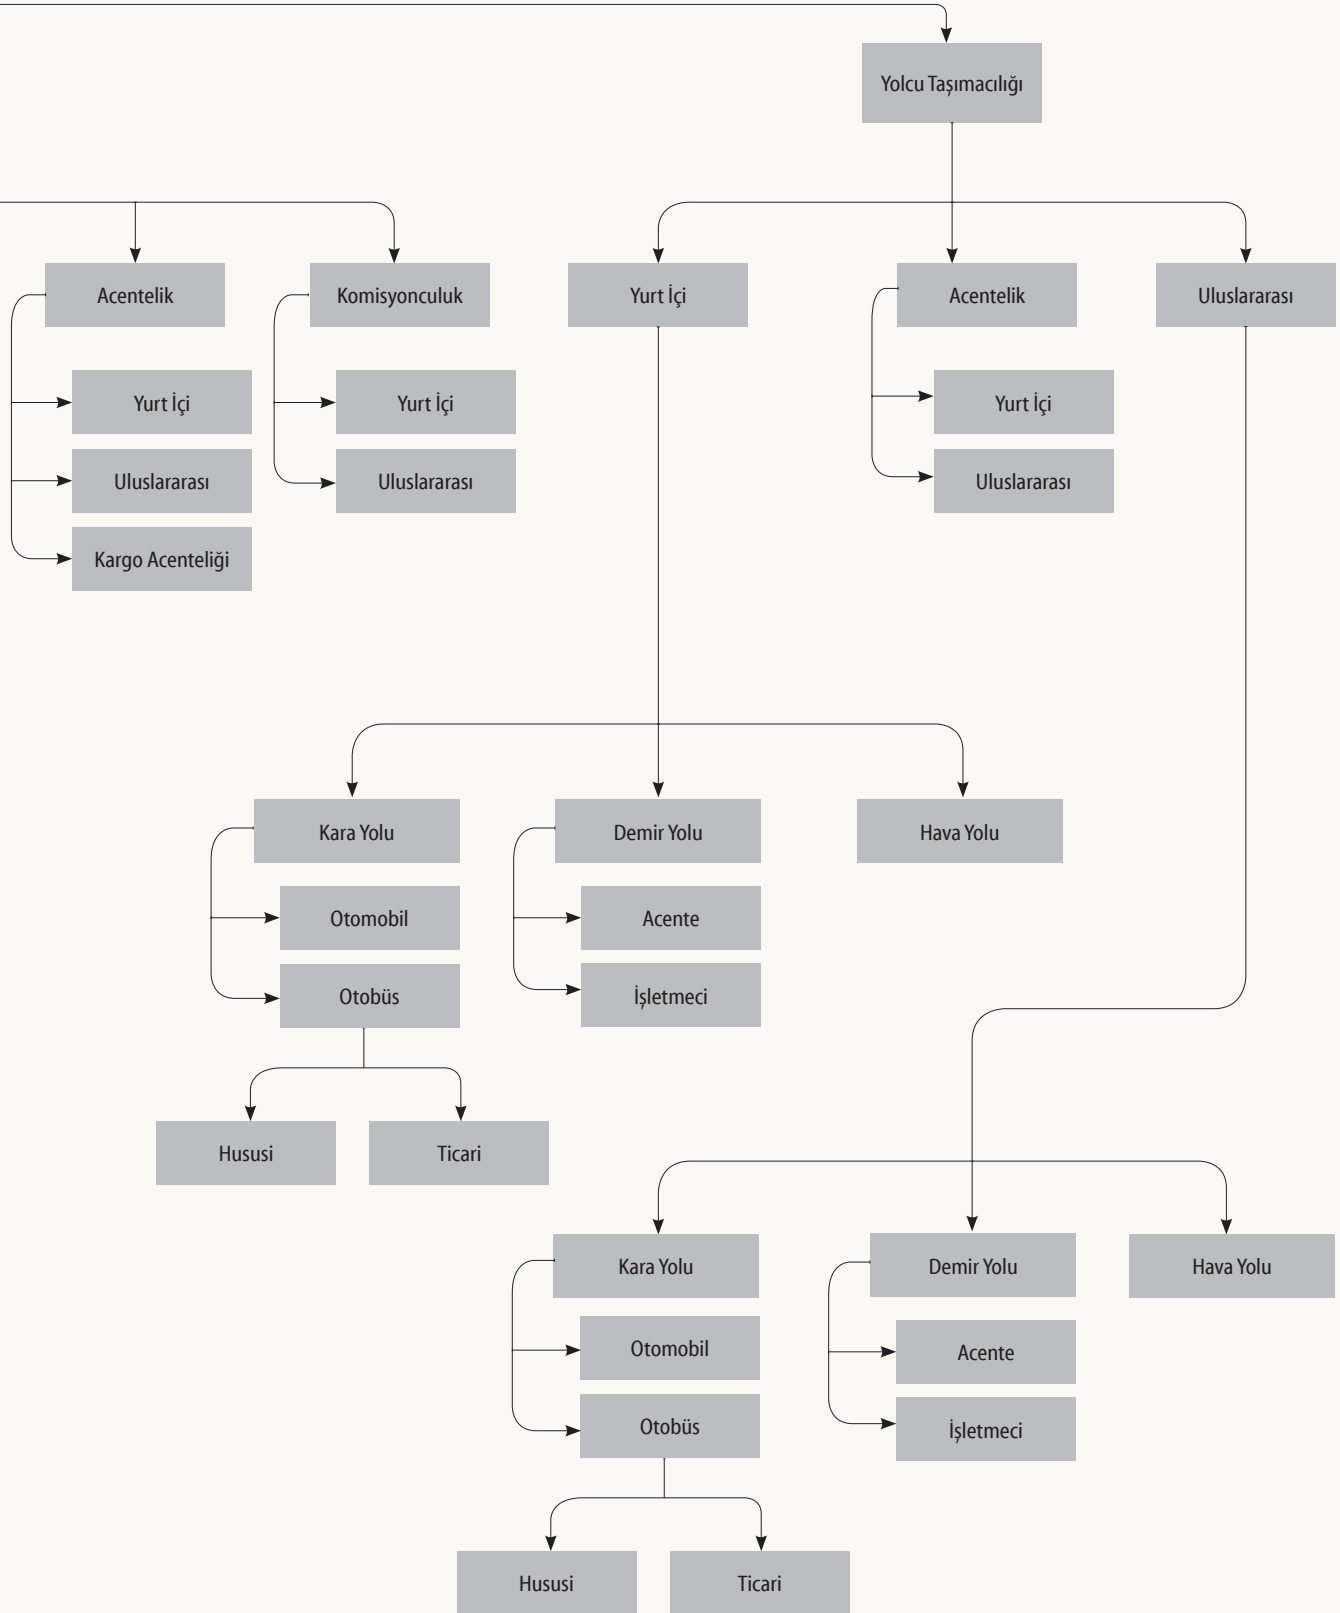 Yolcu Taşımacılığı
Acentelik
Komisyonculuk
Yurt İçi
Acentelik
Uluslararası
Yurt İçi
Yurt İçi
Yurt İçi
Uluslararası
Uluslararası
Uluslararası
Kargo Acenteliği
Kara Yolu
Demir Yolu
Hava Yolu
Otomobil
Acente
Otobüs
İşletmeci
Hususi
Ticari
Kara Yolu
Demir Yolu
Hava Yolu
Otomobil
Acente
Otobüs
İşletmeci
Hususi
Ticari